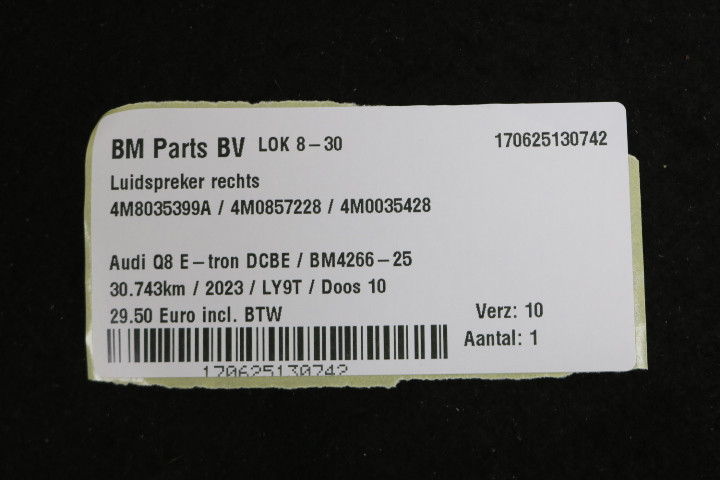 BM Parts BV LOK 8-30 170625130742
Luidspreker rechts
4M8035399A / 4M0857228 / 4M0035428
Audi Q8 E-tron DCBE / BM4266-25
30.743km / 2023 / LY9T / Doos 10
29.50 Euro incl. BTW Verz: 10
Aantal: 1
170625130742